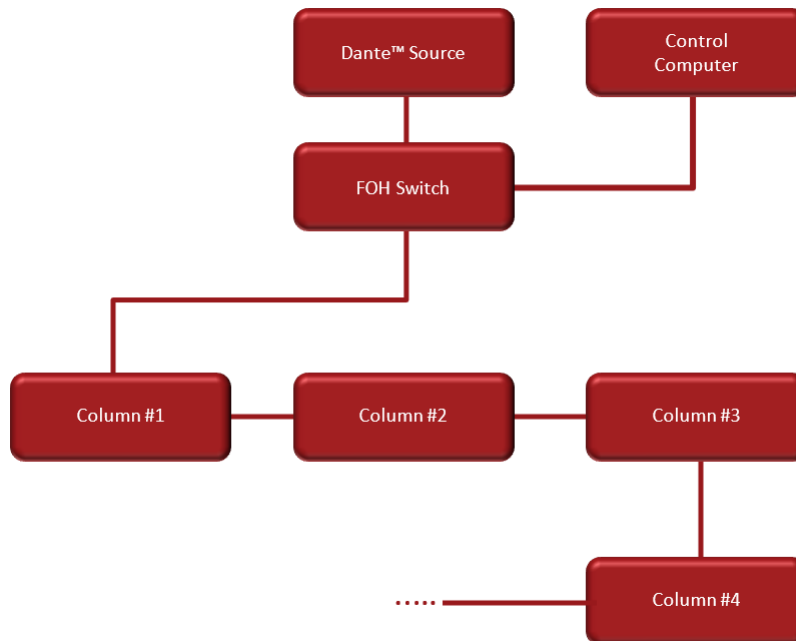 Dante™ Source
Control
Computer
FOH Switch
Column #1
Column #2
Column #3
Column #4